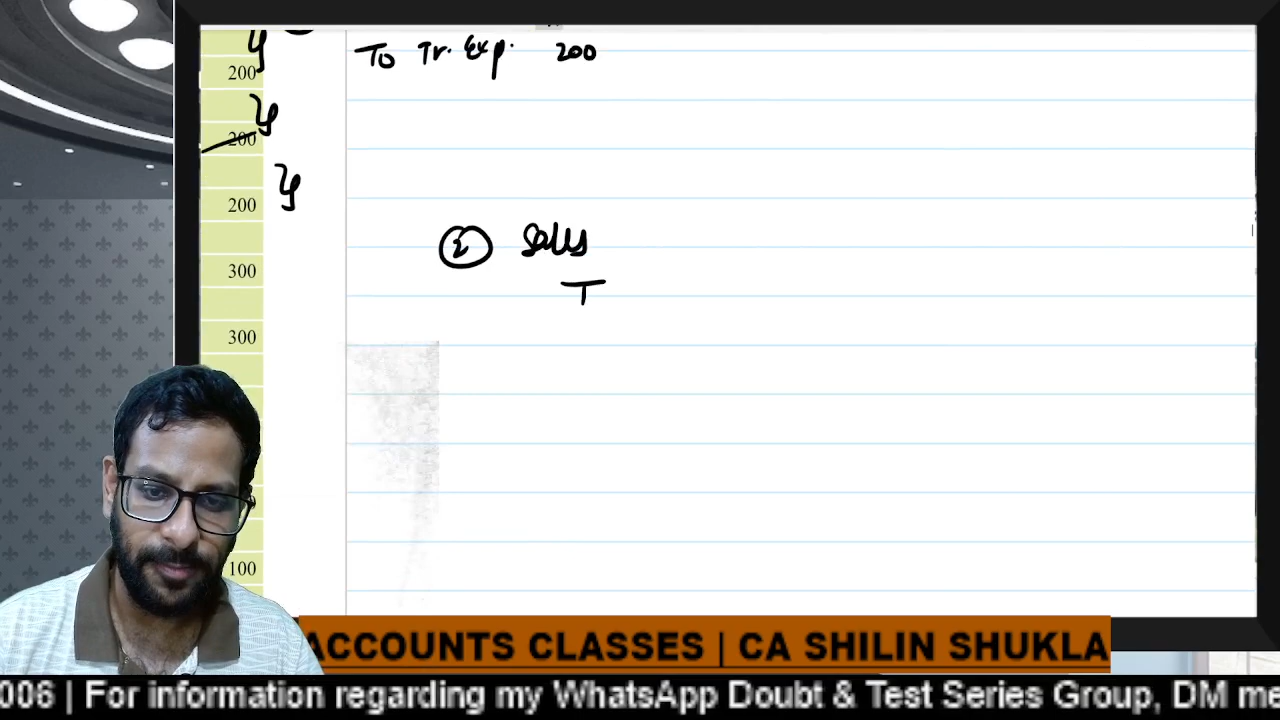 To Tr. Exp. 200
200
200
200
② Sales
T
300
300
100
ACCOUNTS CLASSES | CA SHILIN SHUKLA
006 | For information regarding my WhatsApp Doubt & Test Series Group, DM me